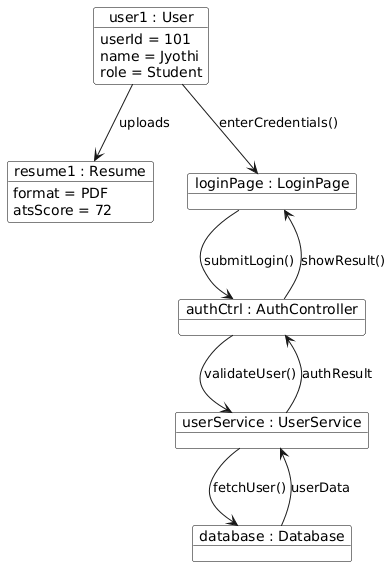 user1 : User
userId = 101
name = Jyothi
role = Student
uploads
enterCredentials()
resume1 : Resume
format = PDF
atsScore = 72
loginPage : LoginPage
submitLogin()
showResult()
authCtrl : AuthController
validateUser()
authResult
userService : UserService
fetchUser()
userData
database : Database